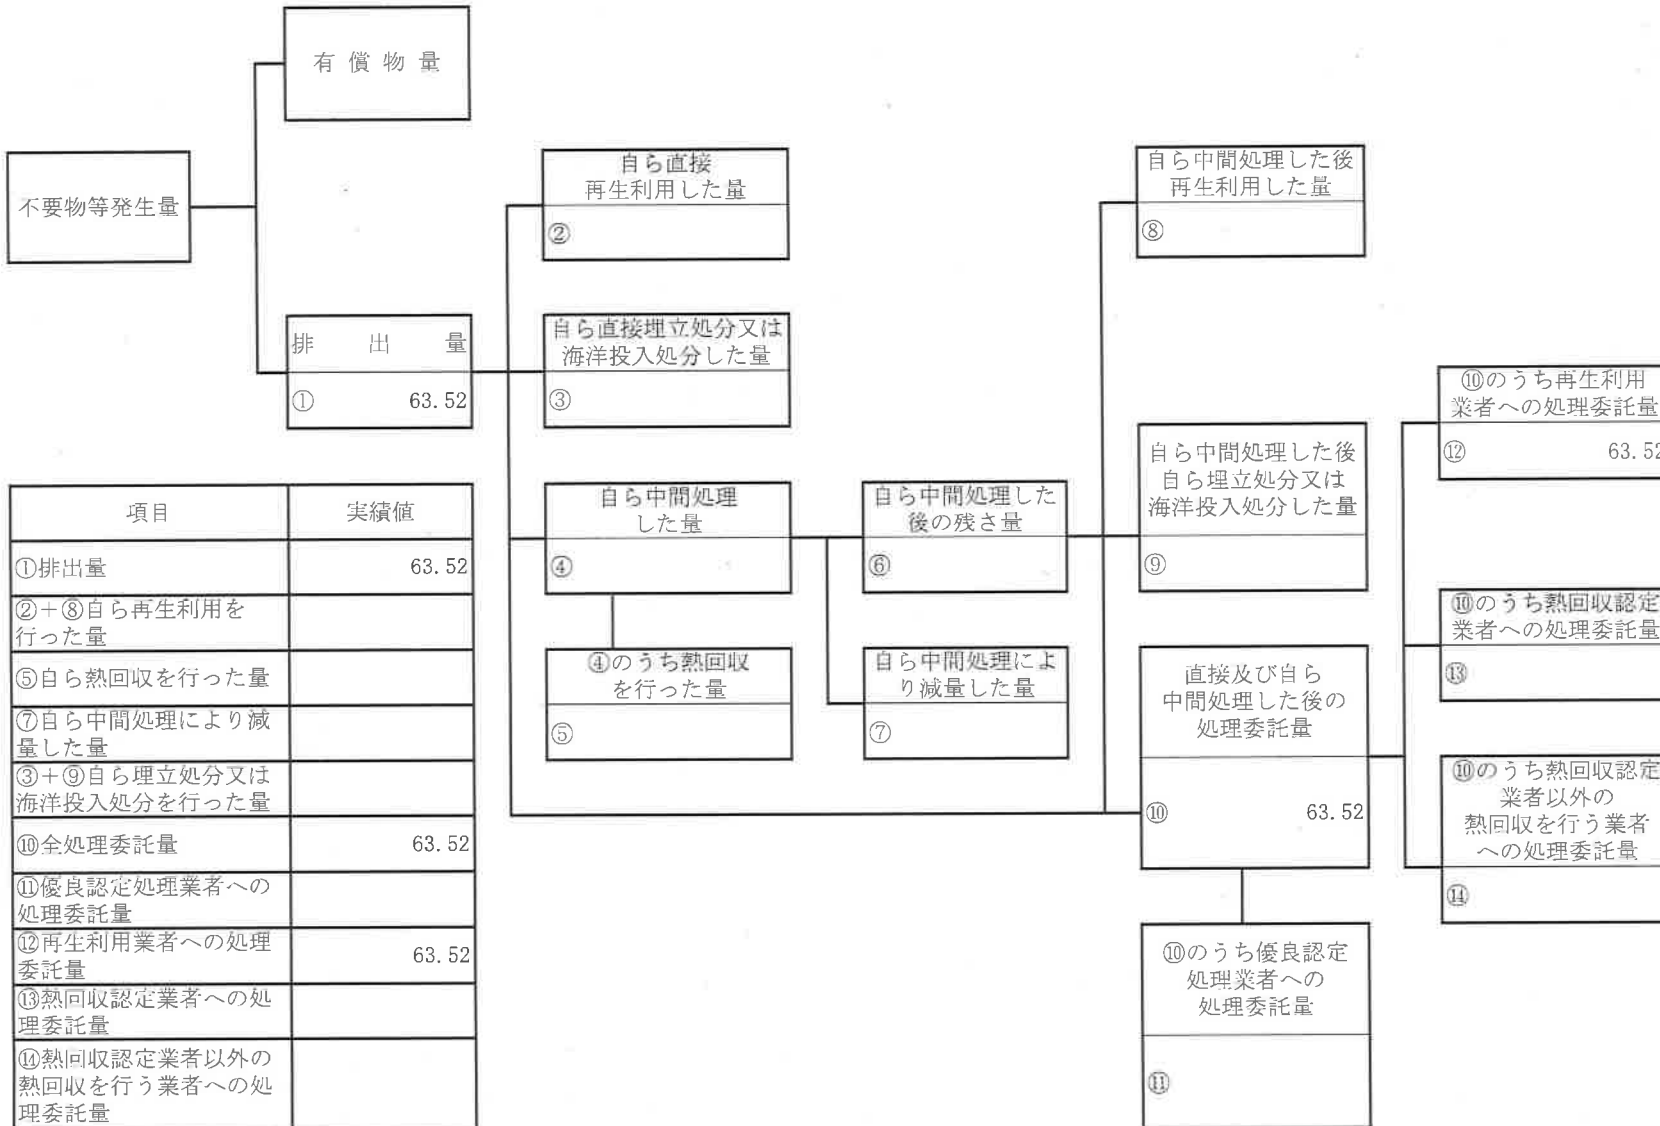 有償物量
不要物等発生量
自ら直接
再生利用した量
②
自ら中間処理した後
再生利用した量
⑧
排出量
① 63.52
自ら直接埋立処分又は
海洋投入処分した量
③
⑩のうち再生利用
業者への処理委託量
⑫ 63.52
自ら中間処理
した量
④
自ら中間処理した
後の残さ量
⑥
自ら中間処理した後
自ら埋立処分又は
海洋投入処分した量
⑨
④のうち熱回収
を行った量
⑤
自ら中間処理によ
り減量した量
⑦
直接及び自ら
中間処理した後の
処理委託量
⑩ 63.52
⑩のうち熱回収認定
業者への処理委託量
⑬
⑩のうち熱回収認定
業者以外の
熱回収を行う業者
への処理委託量
⑭
⑩のうち優良認定
処理業者への
処理委託量
⑪
項目 実績値
①排出量 63.52
②+⑧自ら再生利用を
行った量
⑤自ら熱回収を行った量
⑦自ら中間処理により減
量した量
③+⑨自ら埋立処分又は
海洋投入処分を行った量
⑩全処理委託量 63.52
⑪優良認定処理業者への
処理委託量
⑫再生利用業者への処理
委託量 63.52
⑬熱回収認定業者への処
理委託量
⑭熱回収認定業者以外の
熱回収を行う業者への処
理委託量